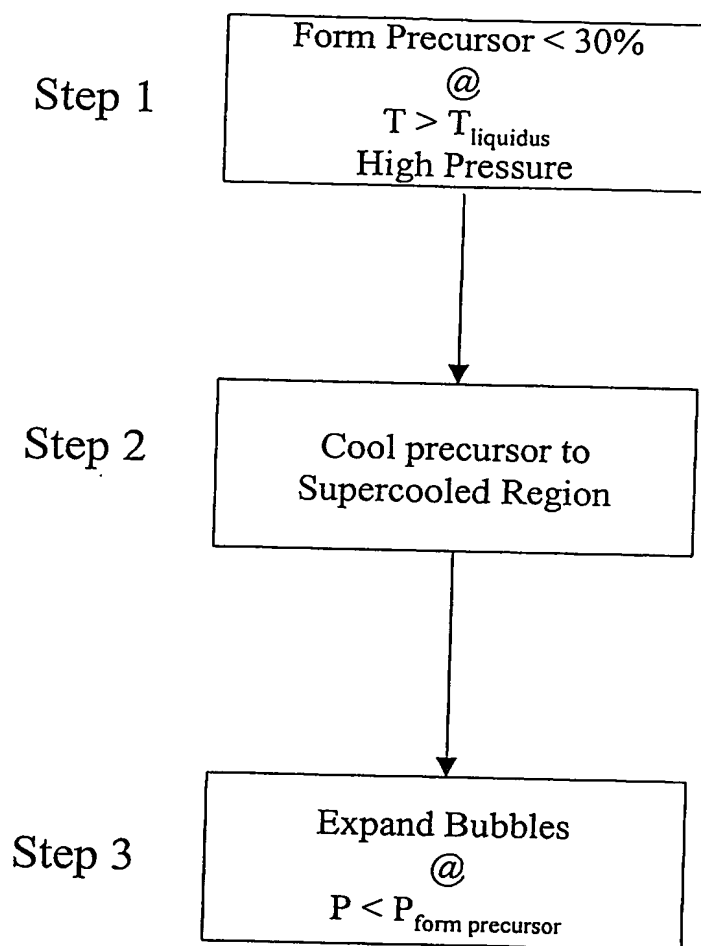 Step 1
Form Precursor < 30%
@
T > Tliquidus
High Pressure
Step 2
Cool precursor to
Supercooled Region
Step 3
Expand Bubbles
@
P < Pform precursor